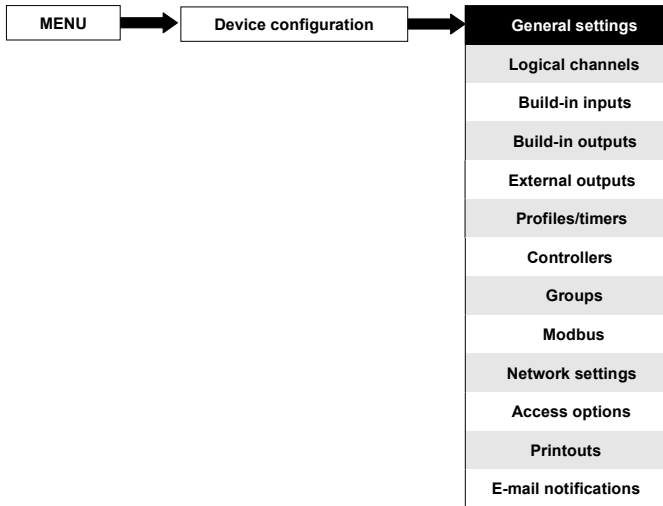 MENU
Device configuration
General settings
Logical channels
Build-in inputs
Build-in outputs
External outputs
Profiles/timers
Controllers
Groups
Modbus
Network settings
Access options
Printouts
E-mail notifications